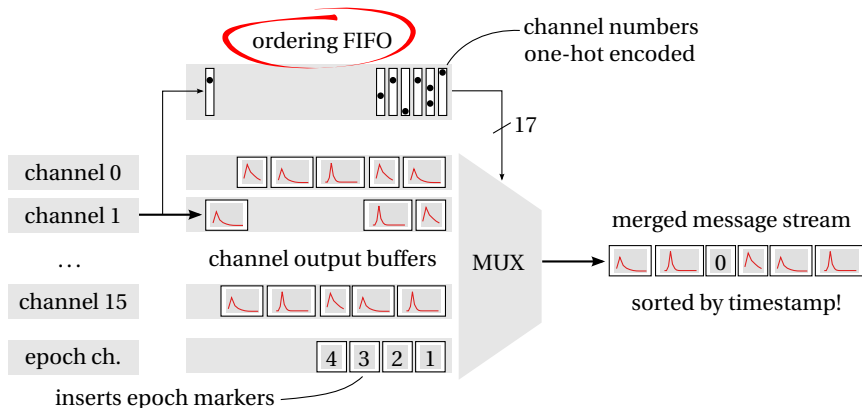 ordering FIFO
channel numbers
one-hot encoded
17
channel 0
channel 1
...
channel 15
epoch ch.
channel output buffers
4 3 2 1
inserts epoch markers
MUX
merged message stream
0
sorted by timestamp!